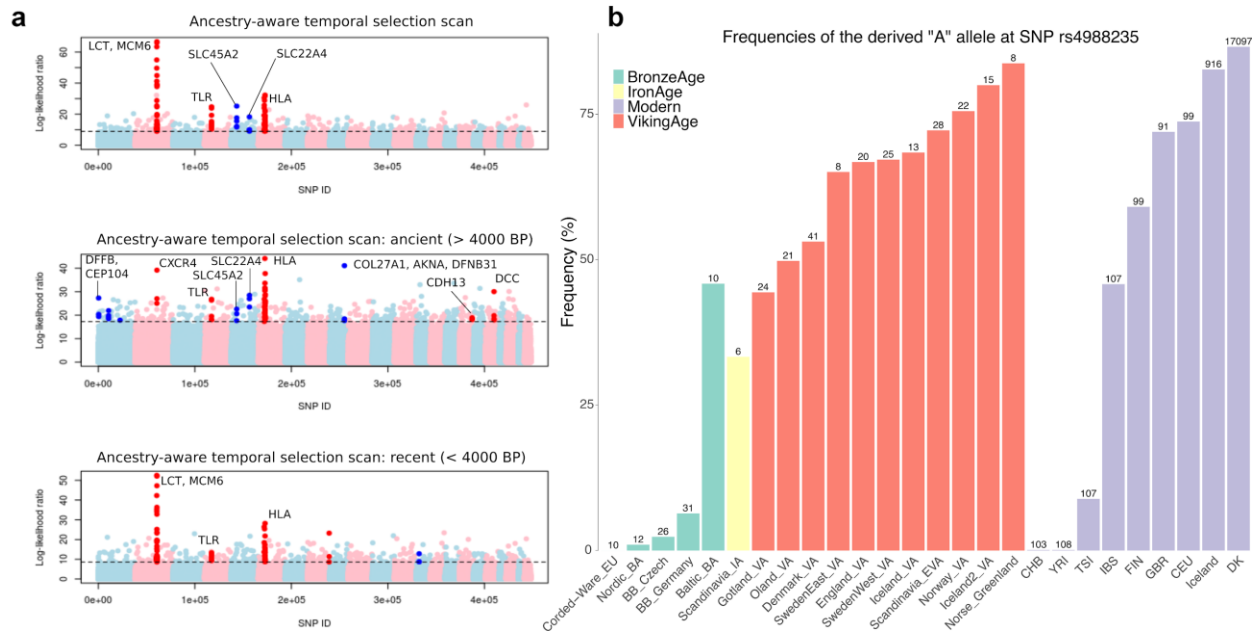 a
Ancestry-aware temporal selection scan
LCT, MCM6
SLC45A2
SLC22A4
TLR
HLA
Log-likelihood ratio
60
50
40
30
20
10
0
0e+00 1e+05 2e+05 3e+05 4e+05
SNP ID
Ancestry-aware temporal selection scan: ancient (> 4000 BP)
DFFB,
CEP104
CXCR4
SLC22A4
HLA
COL27A1, AKNA, DFNB31
SLC45A2
TLR
CDH13
DCC
Log-likelihood ratio
40
30
20
10
0
0e+00 1e+05 2e+05 3e+05 4e+05
SNP ID
Ancestry-aware temporal selection scan: recent (< 4000 BP)
LCT, MCM6
HLA
TLR
Log-likelihood ratio
50
40
30
20
10
0
0e+00 1e+05 2e+05 3e+05 4e+05
SNP ID
b
Frequencies of the derived "A" allele at SNP rs4988235
BronzeAge
IronAge
Modern
VikingAge
Frequency (%)
75
50
25
0
10 12 26 31 10 6 24 21 41 8 20 25 13 28 22 15 8 103 108 107 107 99 91 99 916 17097
Corded-Ware_EU
Nordic_BA
BB_Czech
BB_Germany
Baltic_BA
Scandinavia_IA
Gotland_VA
Oland_VA
Denmark_VA
SwedenEast_VA
England_VA
SwedenWest_VA
Iceland_VA
Scandinavia_EVA
Norway_VA
Iceland2_VA
Norse_Greenland
CHB
YRI
TSI
IBS
FIN
GBR
CEU
Iceland
DK